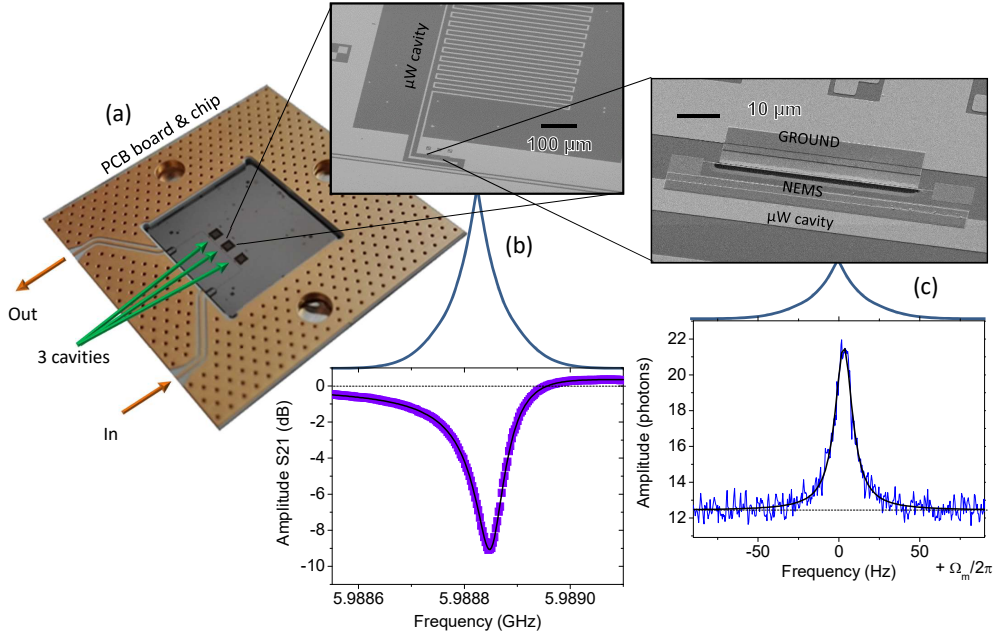 (a)
PCB board & chip
Out
3 cavities
In
µW cavity
100 µm
(b)
10 µm
GROUND
NEMS
µW cavity
(c)
Amplitude S21 (dB)
0
-2
-4
-6
-8
-10
5.9886
5.9888
5.9890
Frequency (GHz)
Amplitude (photons)
22
20
18
16
14
12
-50
0
50
Frequency (Hz)
+ Ωm/2π